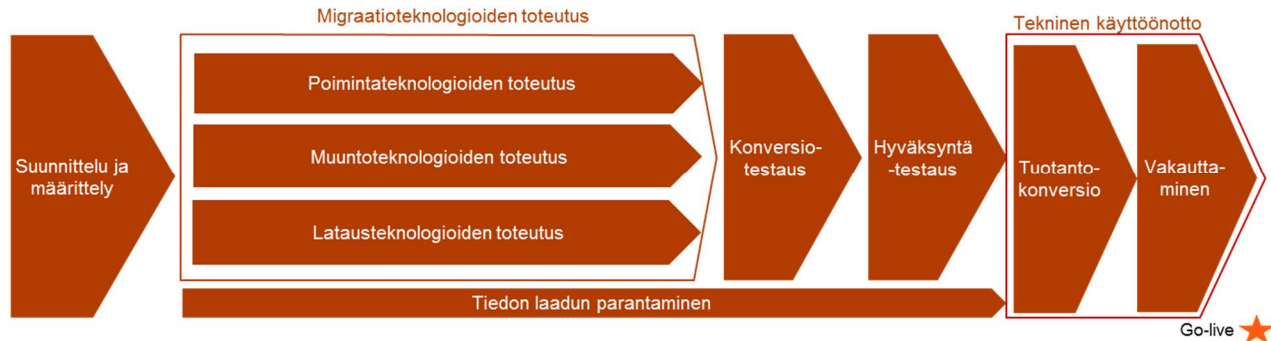 Migraatioteknologioiden toteutus
Tekninen käyttöönotto
Suunnittelu ja
määrittely
Poimintateknologioiden toteutus
Muuntoteknologioiden toteutus
Latausteknologioiden toteutus
Konversio-
testaus
Hyväksyntä
-testaus
Tuotanto-
konversio
Vakautta-
minen
Tiedon laadun parantaminen
Go-live